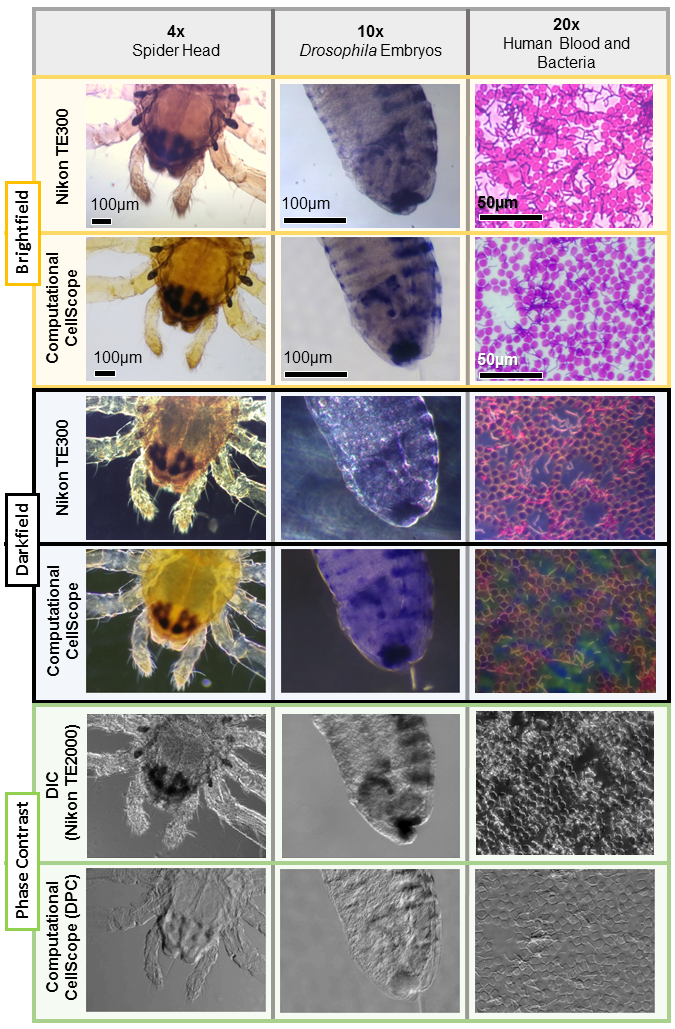 4x
Spider Head
10x
Drosophila Embryos
20x
Human Blood and
Bacteria
Brightfield
Nikon TE300
100µm
100µm
50µm
Computational
CellScope
100µm
100µm
50µm
Darkfield
Nikon TE300
Computational
CellScope
Phase Contrast
DIC
(Nikon TE2000)
Computational
CellScope (DPC)